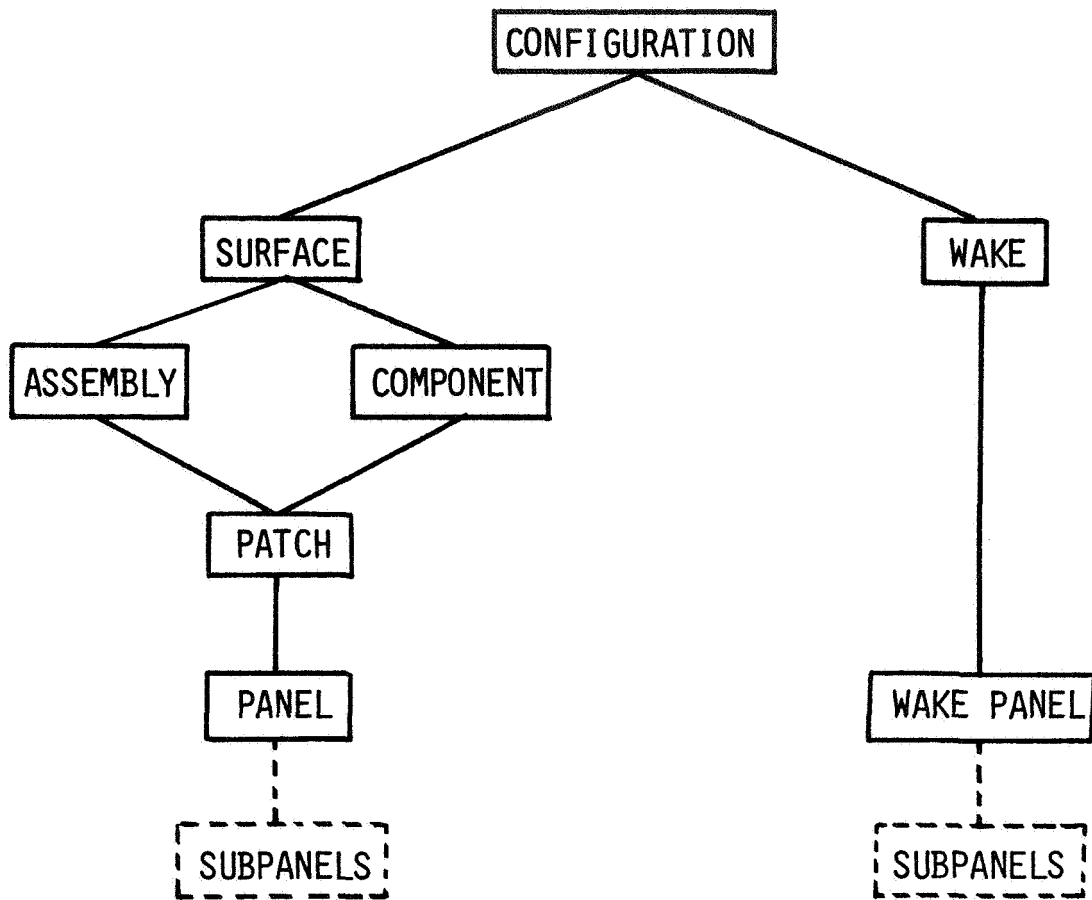 CONFIGURATION
SURFACE
WAKE
ASSEMBLY
COMPONENT
PATCH
PANEL
WAKE PANEL
SUBPANELS
SUBPANELS